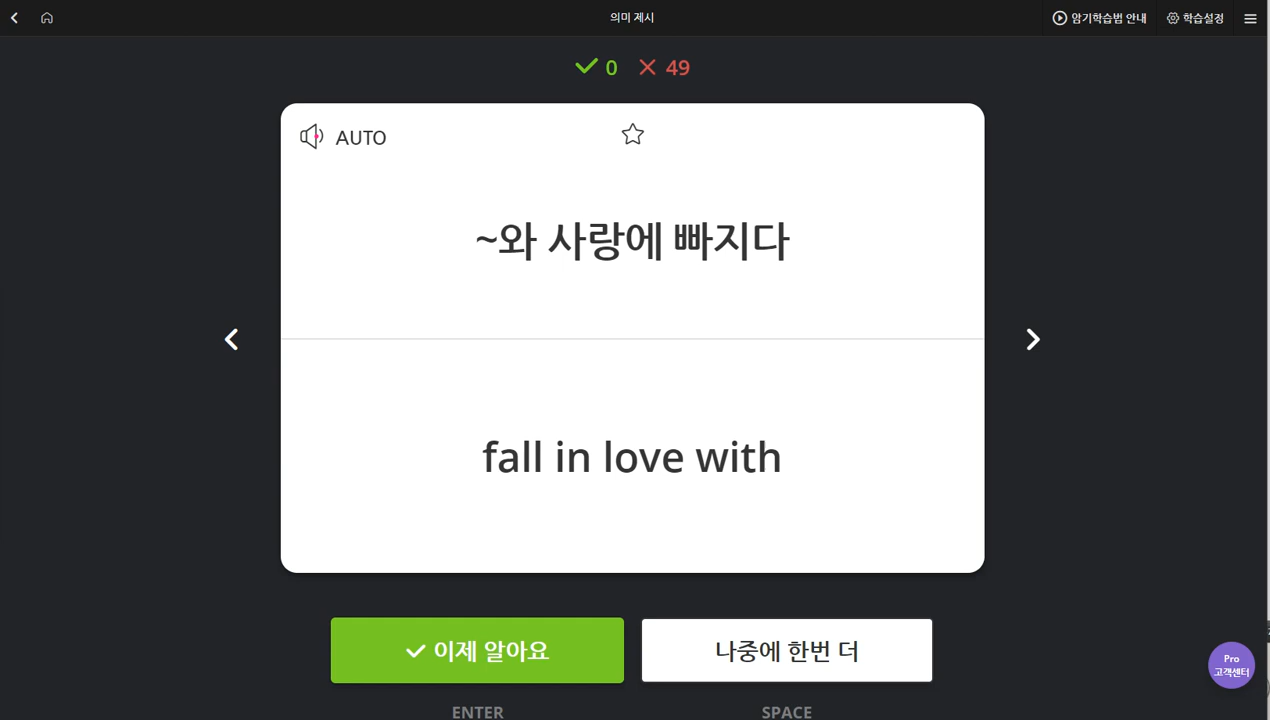 의미 제시
암기학습법 안내
학습설정
0
49
AUTO
~와 사랑에 빠지다
fall in love with
이제 알아요
나중에 한번 더
Pro
고객센터
ENTER
SPACE